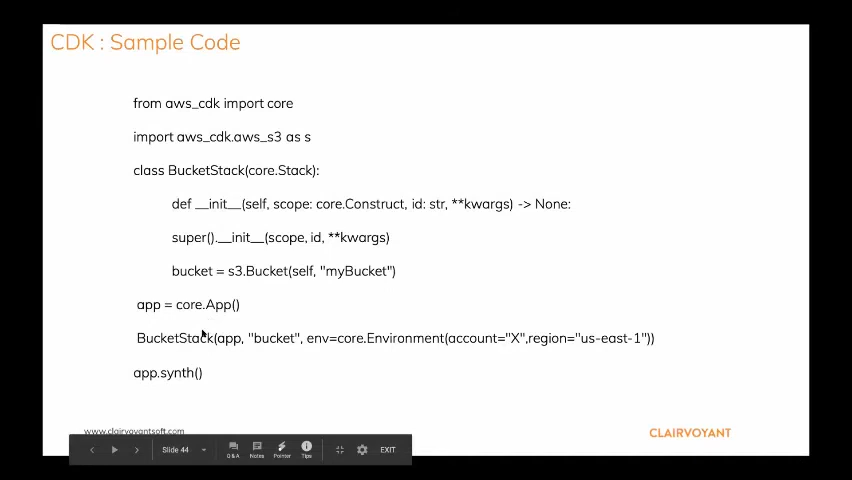 CDK : Sample Code
from aws_cdk import core
import aws_cdk.aws_s3 as s
class BucketStack(core.Stack):
def __init__(self, scope: core.Construct, id: str, **kwargs) -> None:
super().__init__(scope, id, **kwargs)
bucket = s3.Bucket(self, "myBucket")
app = core.App()
BucketStack(app, "bucket", env=core.Environment(account="X",region="us-east-1"))
app.synth()
www.clairvoyantsoft.com
CLAIRVOYANT
Slide 44
Q & A
Notes
Pointer
Tips
EXIT